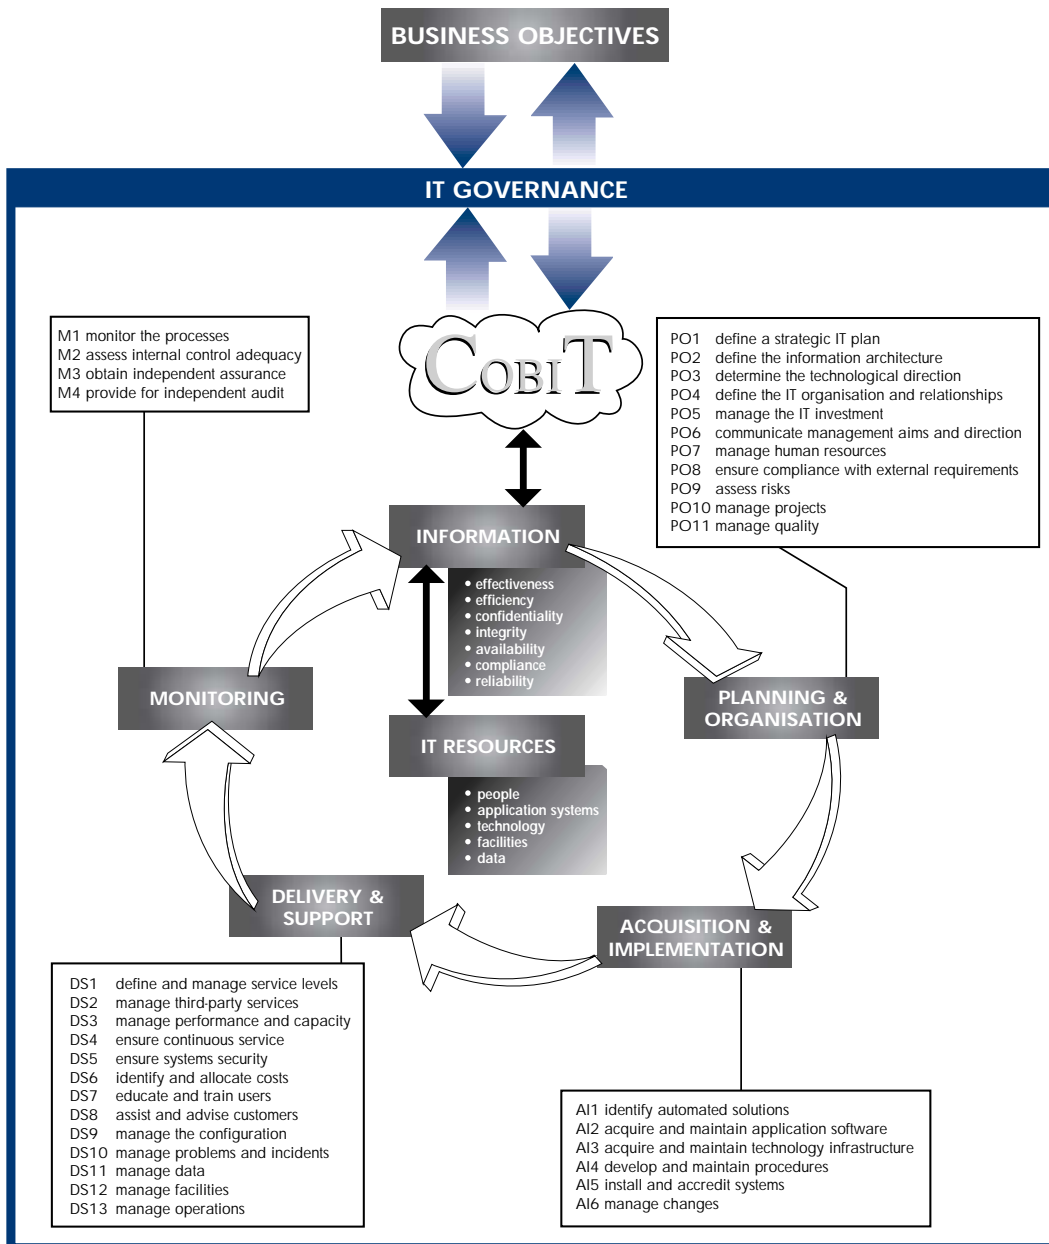 BUSINESS OBJECTIVES
IT GOVERNANCE
COBIT
M1 monitor the processes
M2 assess internal control adequacy
M3 obtain independent assurance
M4 provide for independent audit
PO1 define a strategic IT plan
PO2 define the information architecture
PO3 determine the technological direction
PO4 define the IT organisation and relationships
PO5 manage the IT investment
PO6 communicate management aims and direction
PO7 manage human resources
PO8 ensure compliance with external requirements
PO9 assess risks
PO10 manage projects
PO11 manage quality
INFORMATION
• effectiveness
• efficiency
• confidentiality
• integrity
• availability
• compliance
• reliability
MONITORING
PLANNING &
ORGANISATION
IT RESOURCES
• people
• application systems
• technology
• facilities
• data
DELIVERY &
SUPPORT
ACQUISITION &
IMPLEMENTATION
DS1 define and manage service levels
DS2 manage third-party services
DS3 manage performance and capacity
DS4 ensure continuous service
DS5 ensure systems security
DS6 identify and allocate costs
DS7 educate and train users
DS8 assist and advise customers
DS9 manage the configuration
DS10 manage problems and incidents
DS11 manage data
DS12 manage facilities
DS13 manage operations
AI1 identify automated solutions
AI2 acquire and maintain application software
AI3 acquire and maintain technology infrastructure
AI4 develop and maintain procedures
AI5 install and accredit systems
AI6 manage changes